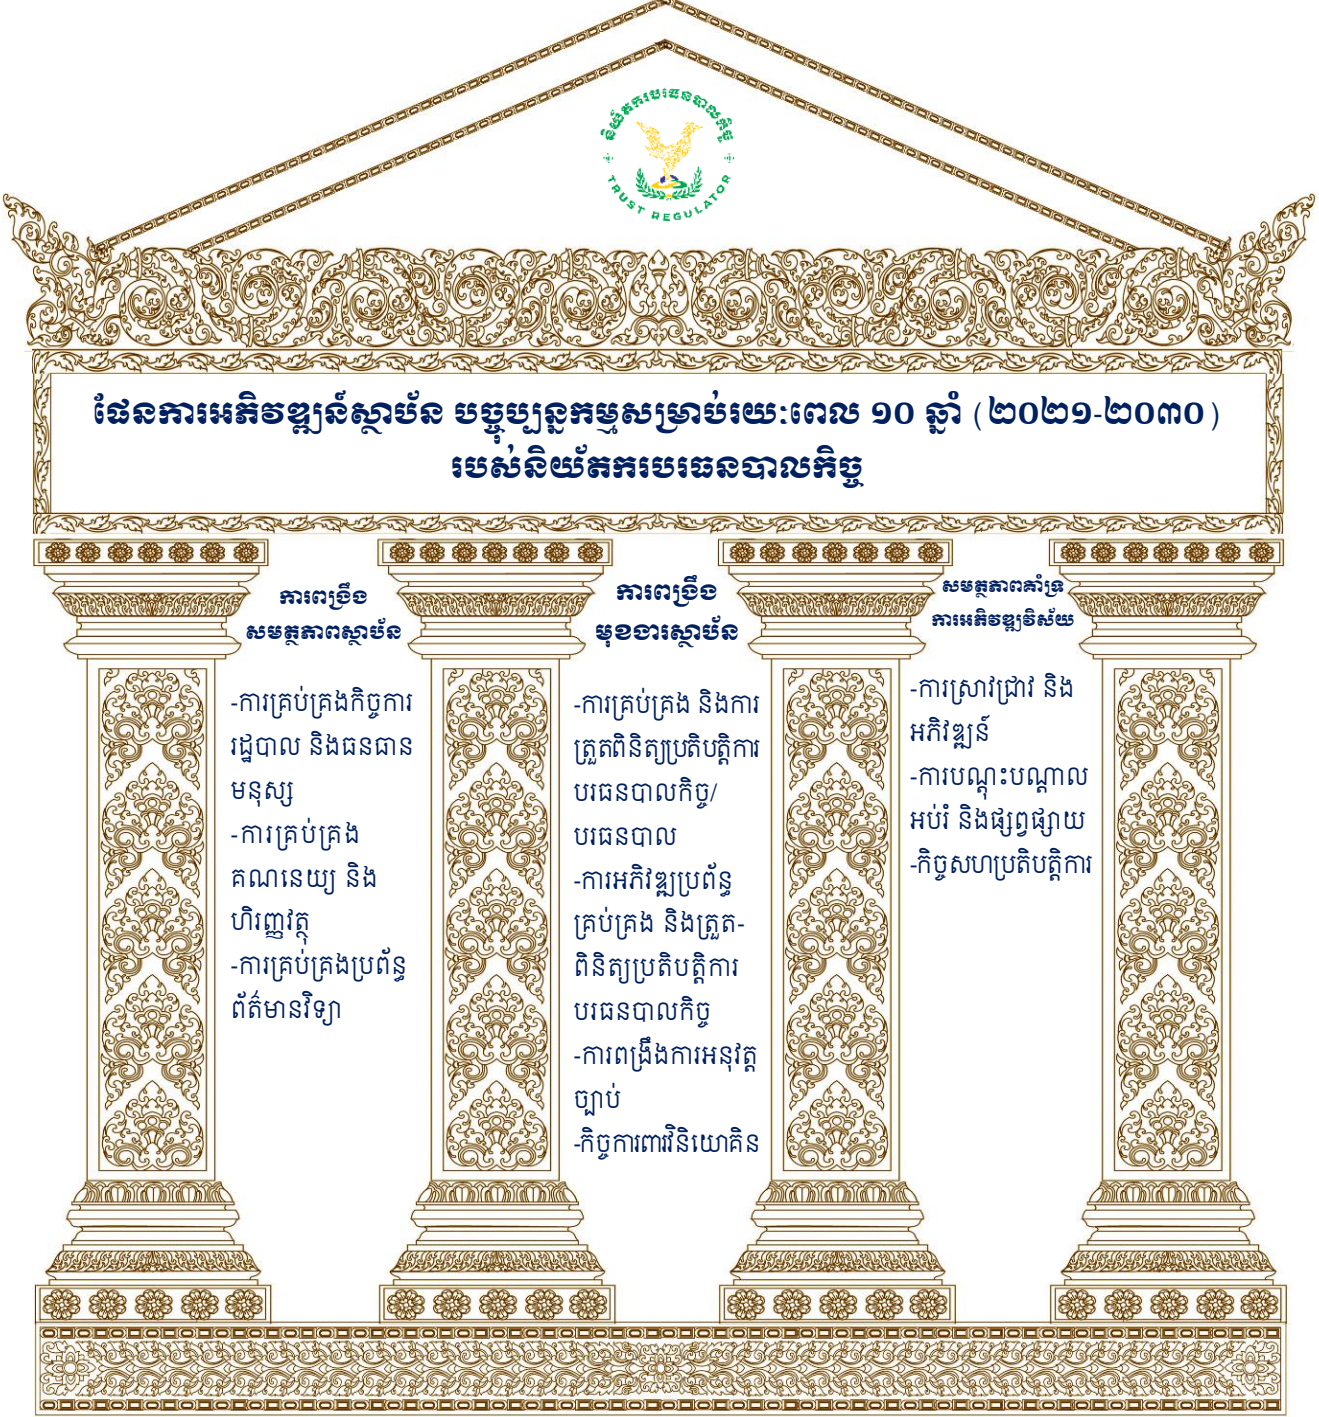 និយ័តករបរធនបាលកិច្ច
TRUST REGULATOR
ផែនការអភិវឌ្ឍន៍ស្ថាប័ន បច្ចុប្បន្នកម្មសម្រាប់រយៈពេល ១០ ឆ្នាំ (២០២១-២០៣០)
របស់និយ័តករបរធនបាលកិច្ច
ការពង្រឹង
សមត្ថភាពស្ថាប័ន
-ការគ្រប់គ្រងកិច្ចការ
រដ្ឋបាល និងធនធាន
មនុស្ស
-ការគ្រប់គ្រង
គណនេយ្យ និង
ហិរញ្ញវត្ថុ
-ការគ្រប់គ្រងប្រព័ន្ធ
ព័ត៌មានវិទ្យា
ការពង្រឹង
មុខងារស្ថាប័ន
-ការគ្រប់គ្រង និងការ
ត្រួតពិនិត្យប្រតិបត្តិការ
បរធនបាលកិច្ច/
បរធនបាល
-ការអភិវឌ្ឍប្រព័ន្ធ
គ្រប់គ្រង និងត្រួត-
ពិនិត្យប្រតិបត្តិការ
បរធនបាលកិច្ច
-ការពង្រឹងការអនុវត្ត
ច្បាប់
-កិច្ចការពារវិនិយោគិន
សមត្ថភាពគាំទ្រ
ការអភិវឌ្ឍវិស័យ
-ការស្រាវជ្រាវ និង
អភិវឌ្ឍន៍
-ការបណ្តុះបណ្តាល
អប់រំ និងផ្សព្វផ្សាយ
-កិច្ចសហប្រតិបត្តិការ